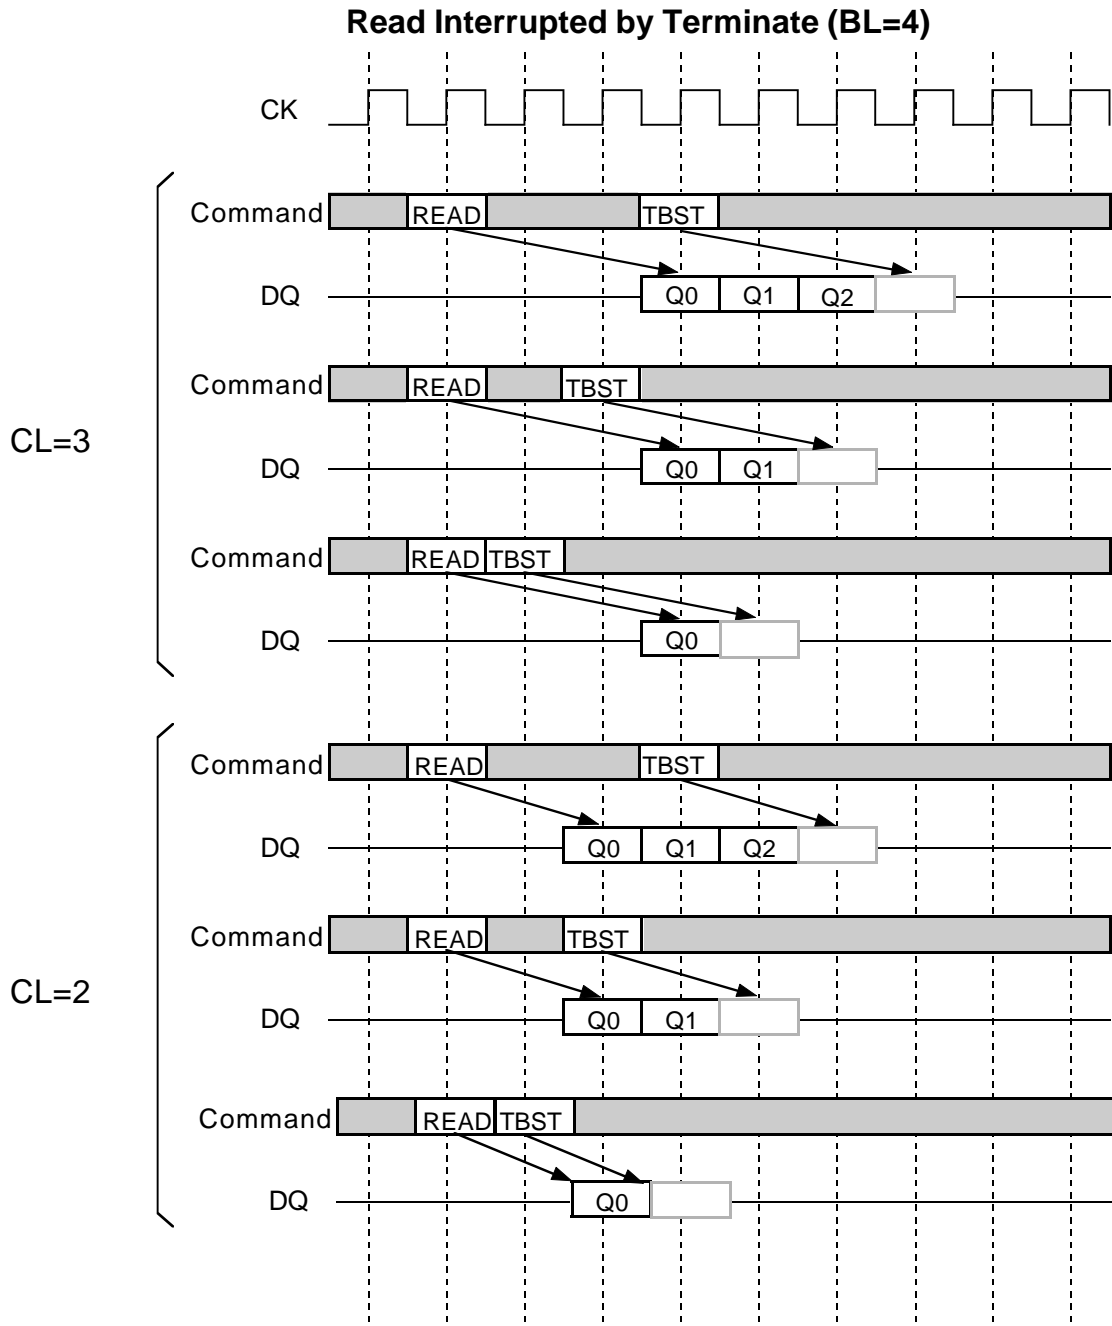 Read Interrupted by Terminate (BL=4)
CK
Command READ TBST
DQ Q0 Q1 Q2
Command READ TBST
CL=3
DQ Q0 Q1
Command READ TBST
DQ Q0
Command READ TBST
DQ Q0 Q1 Q2
Command READ TBST
CL=2
DQ Q0 Q1
Command READ TBST
DQ Q0